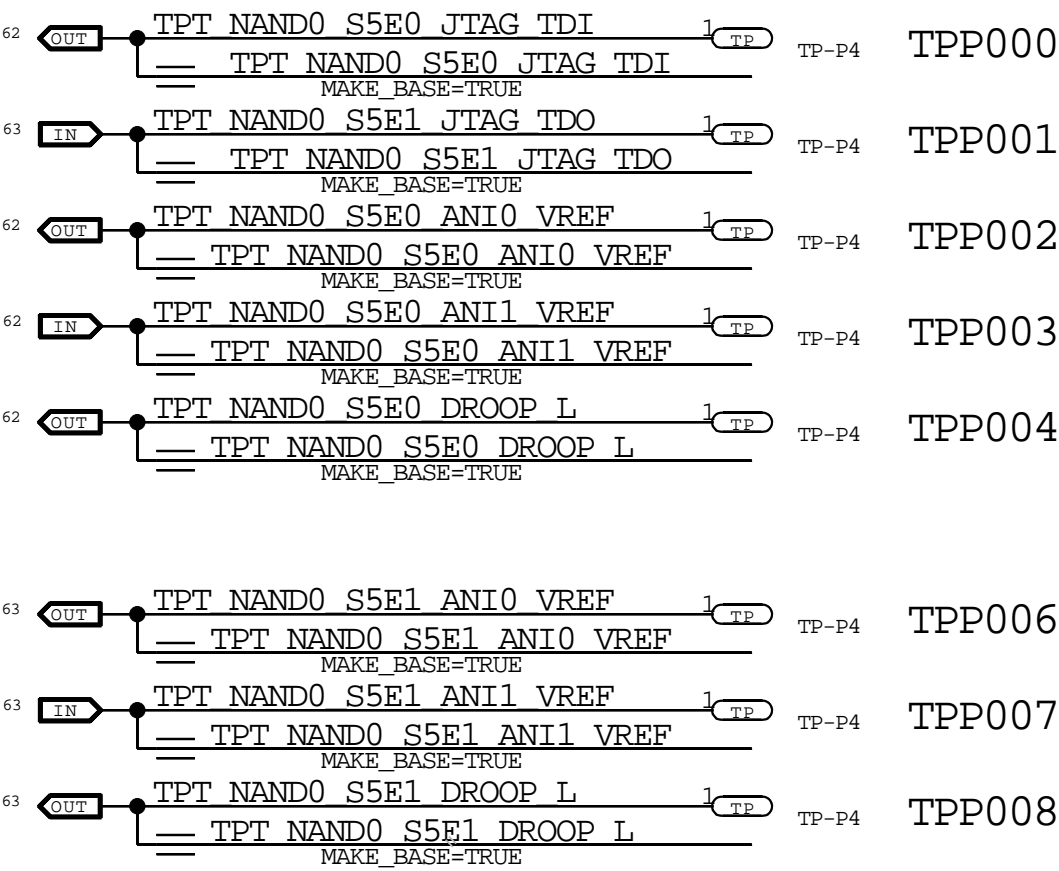 62 OUT TPT_NAND0_S5E0_JTAG_TDI 1 TP TP-P4 TPP000
TPT_NAND0_S5E0_JTAG_TDI
MAKE_BASE=TRUE
63 IN TPT_NAND0_S5E1_JTAG_TDO 1 TP TP-P4 TPP001
TPT_NAND0_S5E1_JTAG_TDO
MAKE_BASE=TRUE
62 OUT TPT_NAND0_S5E0_ANI0_VREF 1 TP TP-P4 TPP002
TPT_NAND0_S5E0_ANI0_VREF
MAKE_BASE=TRUE
62 IN TPT_NAND0_S5E0_ANI1_VREF 1 TP TP-P4 TPP003
TPT_NAND0_S5E0_ANI1_VREF
MAKE_BASE=TRUE
62 OUT TPT_NAND0_S5E0_DROOP_L 1 TP TP-P4 TPP004
TPT_NAND0_S5E0_DROOP_L
MAKE_BASE=TRUE
63 OUT TPT_NAND0_S5E1_ANI0_VREF 1 TP TP-P4 TPP006
TPT_NAND0_S5E1_ANI0_VREF
MAKE_BASE=TRUE
63 IN TPT_NAND0_S5E1_ANI1_VREF 1 TP TP-P4 TPP007
TPT_NAND0_S5E1_ANI1_VREF
MAKE_BASE=TRUE
63 OUT TPT_NAND0_S5E1_DROOP_L 1 TP TP-P4 TPP008
TPT_NAND0_S5E1_DROOP_L
MAKE_BASE=TRUE